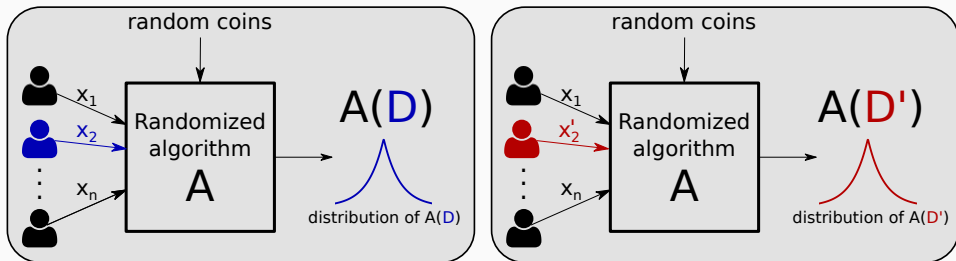 random coins
x1
x2
xn
Randomized
algorithm
A
A(D)
distribution of A(D)
random coins
x1
x'2
xn
Randomized
algorithm
A
A(D')
distribution of A(D')